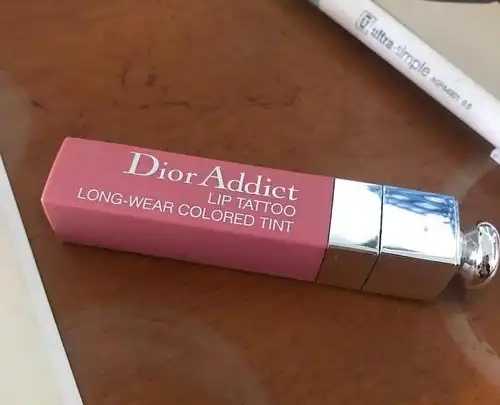 Dior Addict
LIP TATTOO
LONG-WEAR COLORED TINT
ultra·simple